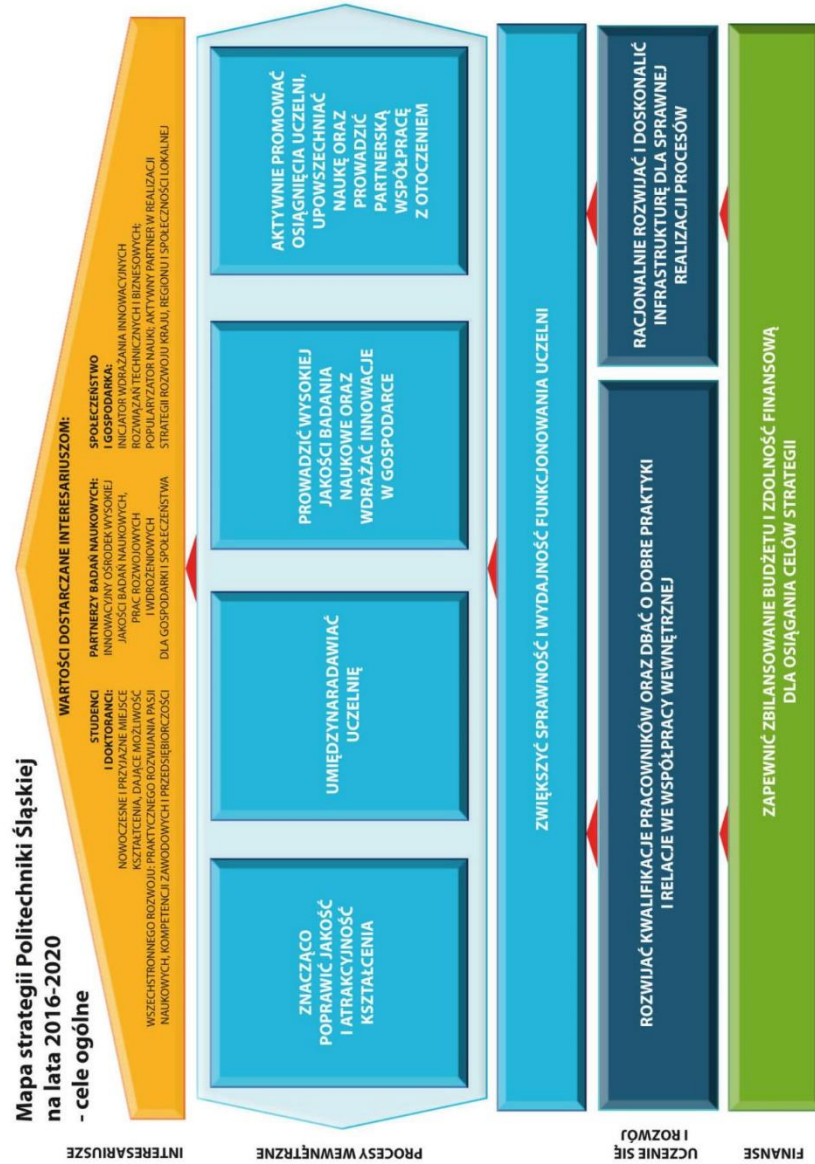 Mapa strategii Politechniki Śląskiej
na lata 2016-2020
- cele ogólne
INTERESARIUSZE
WARTOŚCI DOSTARCZANE INTERESARIUSZOM:
STUDENCI
I DOKTORANCI:
NOWOCZESNE I PRZYJAZNE MIEJSCE
KSZTAŁTCENIA, DAJĄCE MOŻLIWOŚĆ
WSZECHSTRONNEGO ROZWOJU: PRAKTYCZNEGO ROZWIJANIA PASJI
NAUKOWYCH, KOMPETENCJI ZAWODOWYCH I PRZEDSIĘBIORCZOŚCI
PARTNERZY BADAŃ NAUKOWYCH:
INNOWACYJNY OŚRODEK WYSOKIEJ
JAKOŚCI BADAŃ NAUKOWYCH,
PRAC ROZWOJOWYCH
I WDROŻENIOWYCH
DLA GOSPODARKI I SPOŁECZEŃSTWA
SPOŁECZEŃSTWO
I GOSPODARKA:
INICJATOR WDRAŻANIA INNOWACYJNYCH
ROZWIĄZAŃ TECHNICZNYCH I BIZNESOWYCH;
POPULARYZATOR NAUKI; AKTYWNY PARTNER W REALIZACJI
STRATEGII ROZWOJU KRAJU, REGIONU I SPOŁECZNOŚCI LOKALNEJ
PROCESY WEWNĘTRZNE
ZNACZĄCO
POPRAWIĆ JAKOŚĆ
I ATRAKCYJNOŚĆ
KSZTAŁCENIA
UMIĘDZYNARADAWIAĆ
UCZELNIĘ
PROWADZIĆ WYSOKIEJ
JAKOŚCI BADANIA
NAUKOWE ORAZ
WDRAŻAĆ INNOWACJE
W GOSPODARCE
AKTYWNIE PROMOWAĆ
OSIĄGNIĘCIA UCZELNI,
UPOWSZECHNIAĆ
NAUKĘ ORAZ
PROWADZIĆ
PARTNERSKĄ
WSPÓŁPRACĘ
Z OTOCZENIEM
ZWIĘKSZYĆ SPRAWNOŚĆ I WYDAJNOŚĆ FUNKCJONOWANIA UCZELNI
UCZENIE SIĘ
I ROZWÓJ
ROZWIJAĆ KWALIFIKACJE PRACOWNIKÓW ORAZ DBAĆ O DOBRE PRAKTYKI
I RELACJE WE WSPÓŁPRACY WEWNĘTRZNEJ
RACJONALNIE ROZWIJAĆ I DOSKONALIĆ
INFRASTRUKTURĘ DLA SPRAWNEJ
REALIZACJI PROCESÓW
FINANSE
ZAPEWNIĆ ZBILANSOWANIE BUDŻETU I ZDOLNOŚĆ FINANSOWĄ
DLA OSIĄGANIA CELÓW STRATEGII